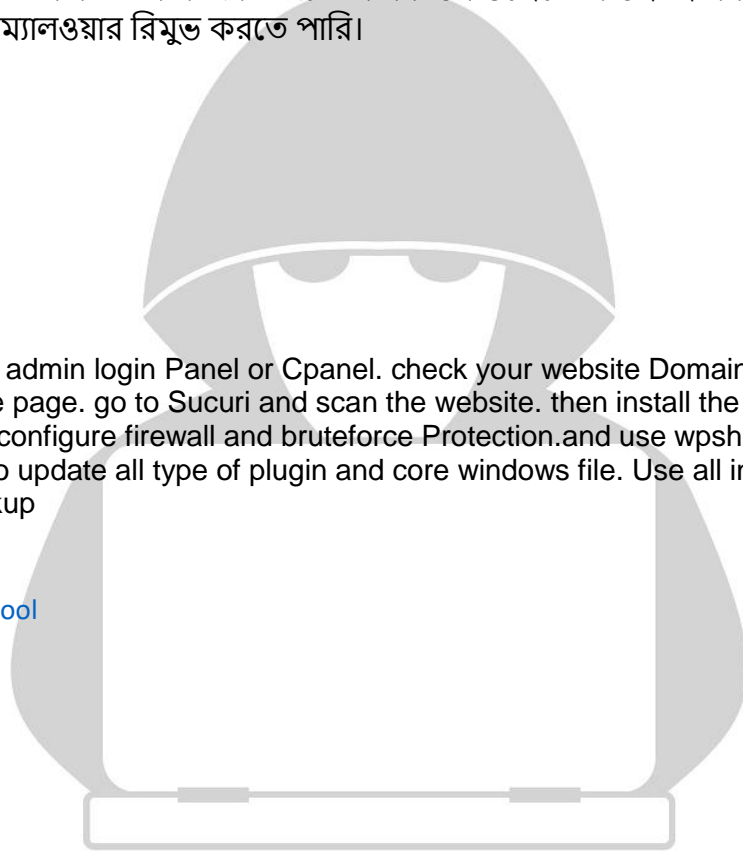 ম্যালওয়ার রিমুভ করতে পারি।
admin login Panel or Cpanel. check your website Domain
page. go to Sucuri and scan the website. then install the
configure firewall and bruteforce Protection.and use wpsh
update all type of plugin and core windows file. Use all in
kup
ool